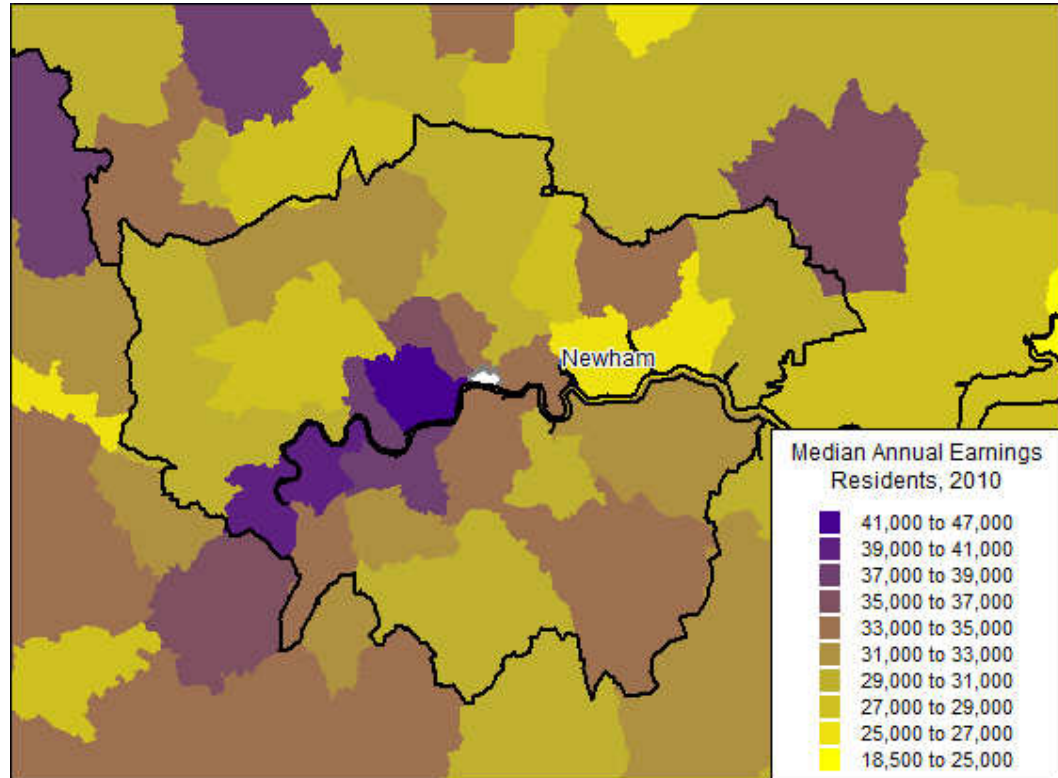 Newham
Median Annual Earnings
Residents, 2010
41,000 to 47,000
39,000 to 41,000
37,000 to 39,000
35,000 to 37,000
33,000 to 35,000
31,000 to 33,000
29,000 to 31,000
27,000 to 29,000
25,000 to 27,000
18,500 to 25,000